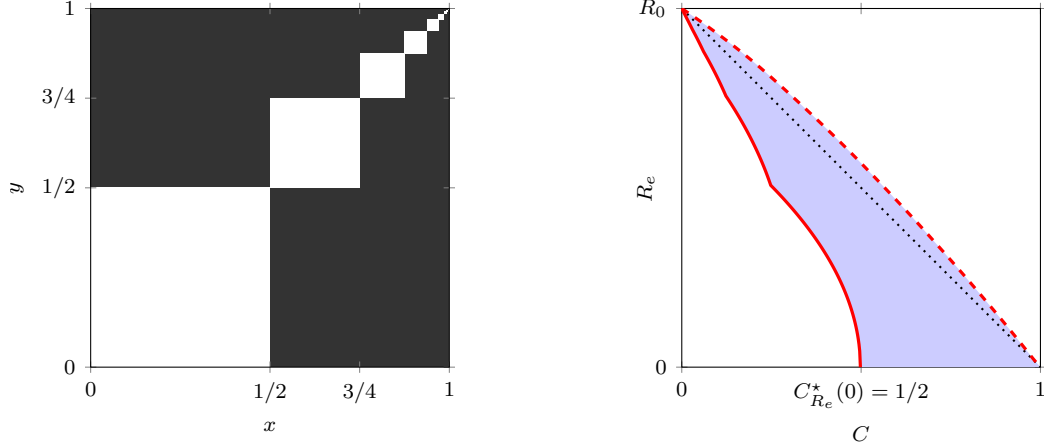 1
3/4
y
1/2
0
0
1/2
3/4
1
x
R_0
R_e
0
0
C^⋆_{R_e}(0) = 1/2
1
C